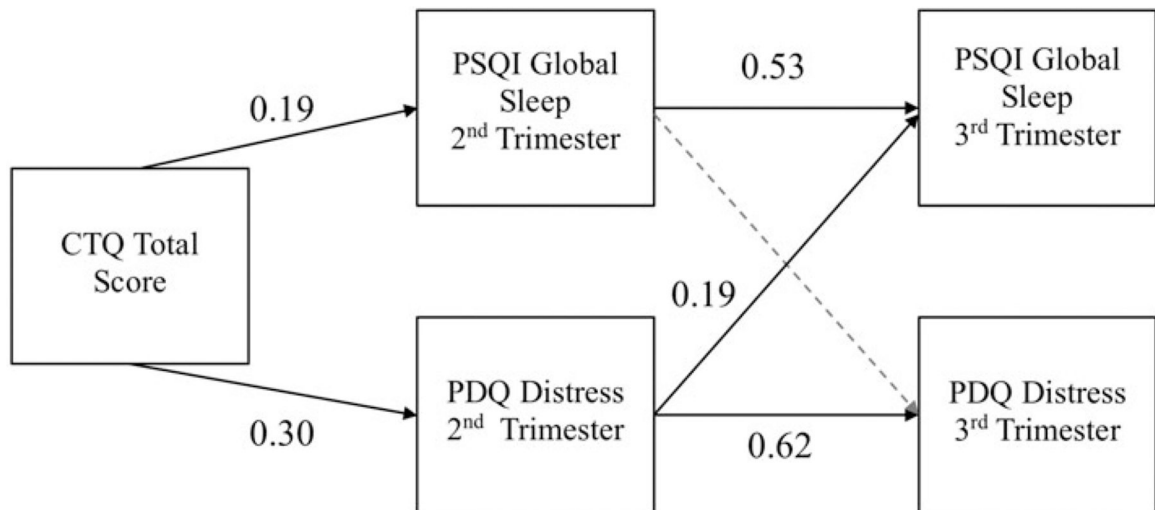 PSQI Global
Sleep
2nd Trimester
0.53
PSQI Global
Sleep
3rd Trimester
0.19
CTQ Total
Score
0.19
0.30
PDQ Distress
2nd Trimester
0.62
PDQ Distress
3rd Trimester